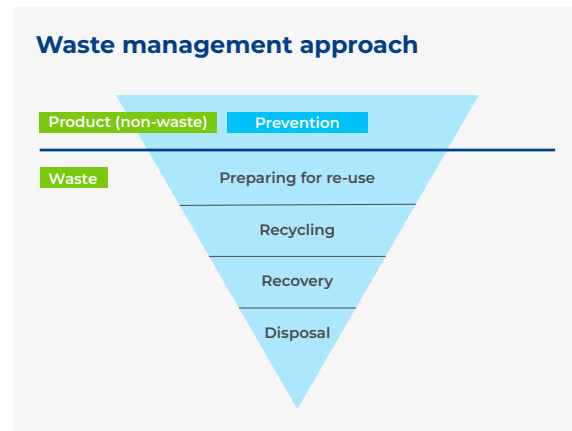 Waste management approach
Product (non-waste)
Prevention
Waste
Preparing for re-use
Recycling
Recovery
Disposal